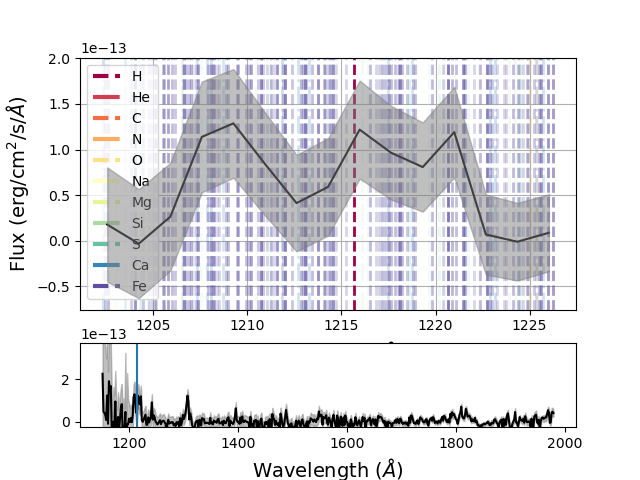 1e−13
2.0
1.5
1.0
0.5
0.0
−0.5
Flux (erg/cm²/s/Å)
H
He
C
N
O
Na
Mg
Si
S
Ca
Fe
1205 1210 1215 1220 1225
1e−13
2
0
1200 1400 1600 1800 2000
Wavelength (Å)